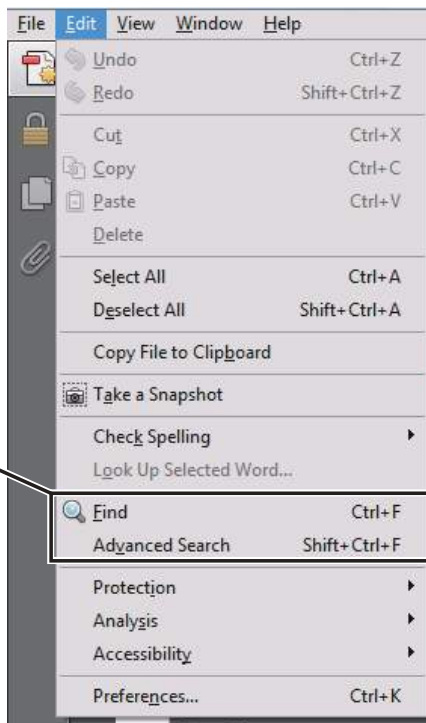 File Edit View Window Help
Undo Ctrl+Z
Redo Shift+Ctrl+Z
Cut Ctrl+X
Copy Ctrl+C
Paste Ctrl+V
Delete
Select All Ctrl+A
Deselect All Shift+Ctrl+A
Copy File to Clipboard
Take a Snapshot
Check Spelling
Look Up Selected Word...
Find Ctrl+F
Advanced Search Shift+Ctrl+F
Protection
Analysis
Accessibility
Preferences... Ctrl+K